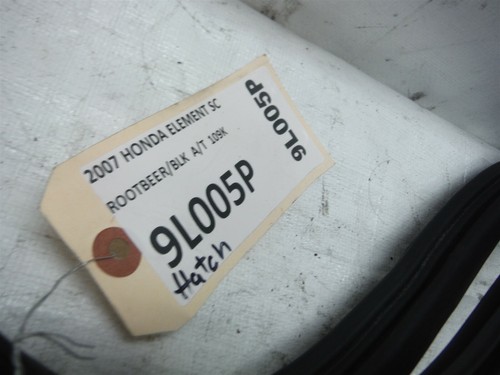 2007 HONDA ELEMENT SC
ROOTBEER/BLK A/T 109K
9L005P
9L005P
Hatch